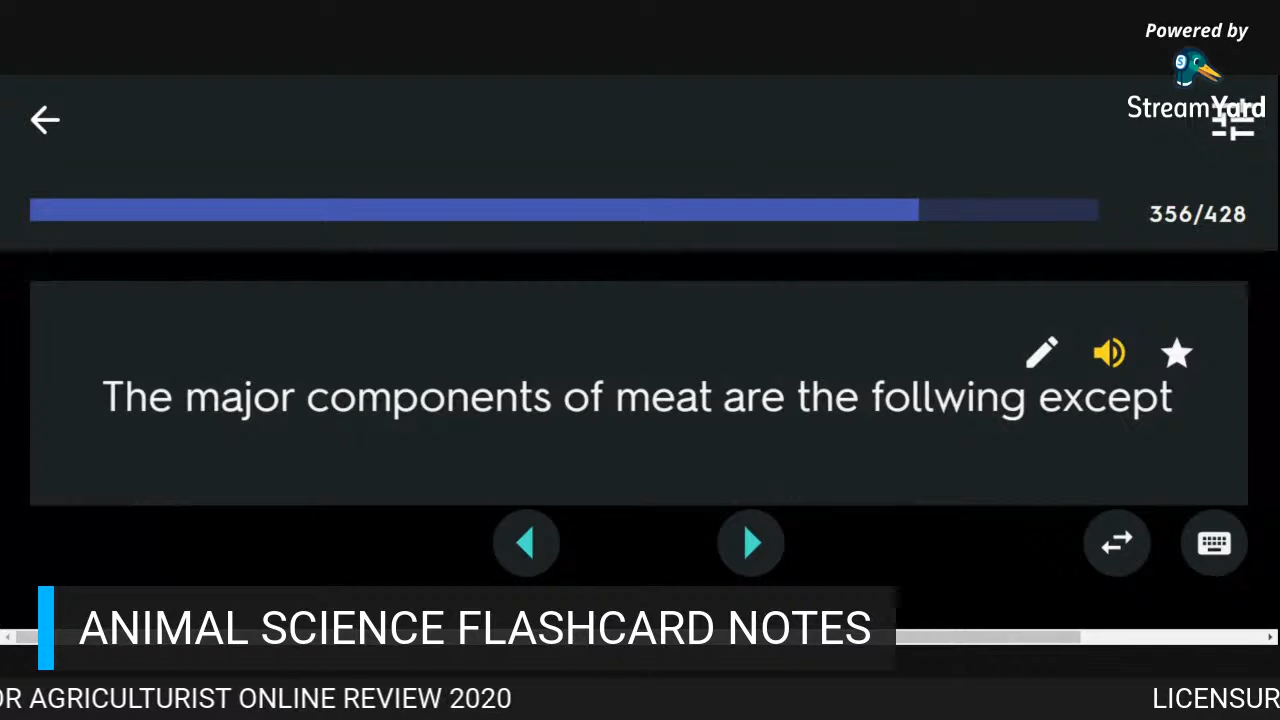 Powered by
StreamYard
356/428
The major components of meat are the follwing except
ANIMAL SCIENCE FLASHCARD NOTES
OR AGRICULTURIST ONLINE REVIEW 2020
LICENSUR